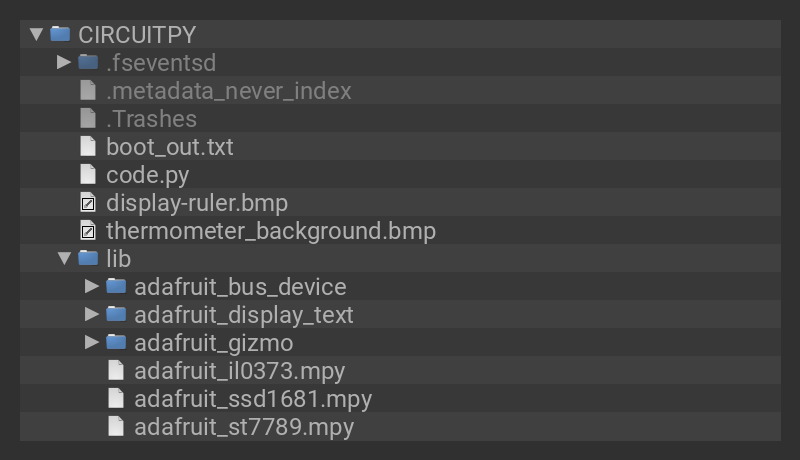 CIRCUITPY
.fseventsd
.metadata_never_index
.Trashes
boot_out.txt
code.py
display-ruler.bmp
thermometer_background.bmp
lib
adafruit_bus_device
adafruit_display_text
adafruit_gizmo
adafruit_il0373.mpy
adafruit_ssd1681.mpy
adafruit_st7789.mpy